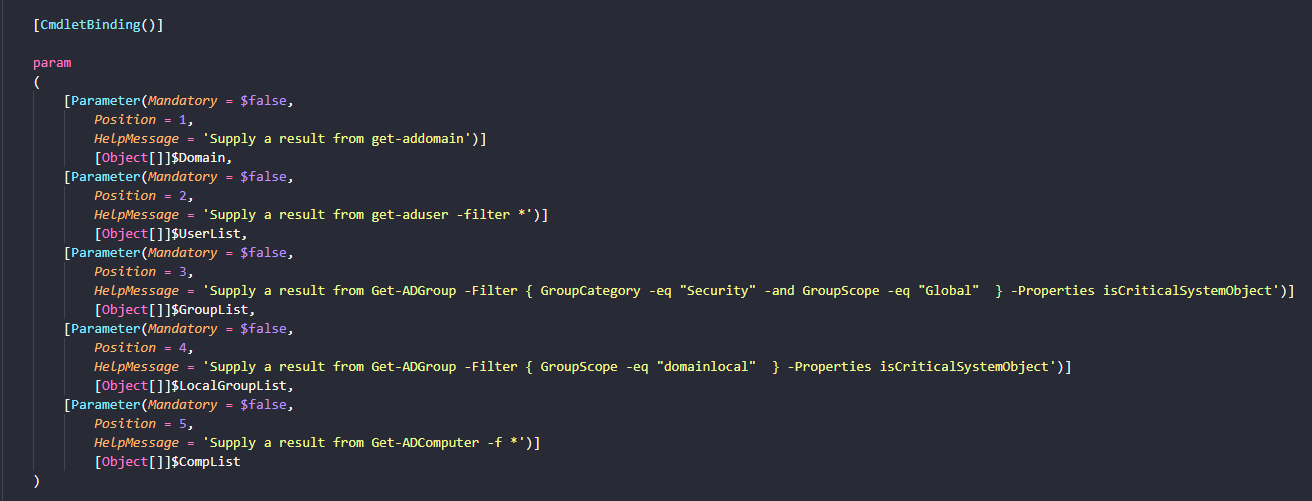 [CmdletBinding()]
param
(
[Parameter(Mandatory = $false,
Position = 1,
HelpMessage = 'Supply a result from get-addomain')]
[Object[]]$Domain,
[Parameter(Mandatory = $false,
Position = 2,
HelpMessage = 'Supply a result from get-aduser -filter *')]
[Object[]]$UserList,
[Parameter(Mandatory = $false,
Position = 3,
HelpMessage = 'Supply a result from Get-ADGroup -Filter { GroupCategory -eq "Security" -and GroupScope -eq "Global"  } -Properties isCriticalSystemObject')]
[Object[]]$GroupList,
[Parameter(Mandatory = $false,
Position = 4,
HelpMessage = 'Supply a result from Get-ADGroup -Filter { GroupScope -eq "domainlocal"  } -Properties isCriticalSystemObject')]
[Object[]]$LocalGroupList,
[Parameter(Mandatory = $false,
Position = 5,
HelpMessage = 'Supply a result from Get-ADComputer -f *')]
[Object[]]$CompList
)